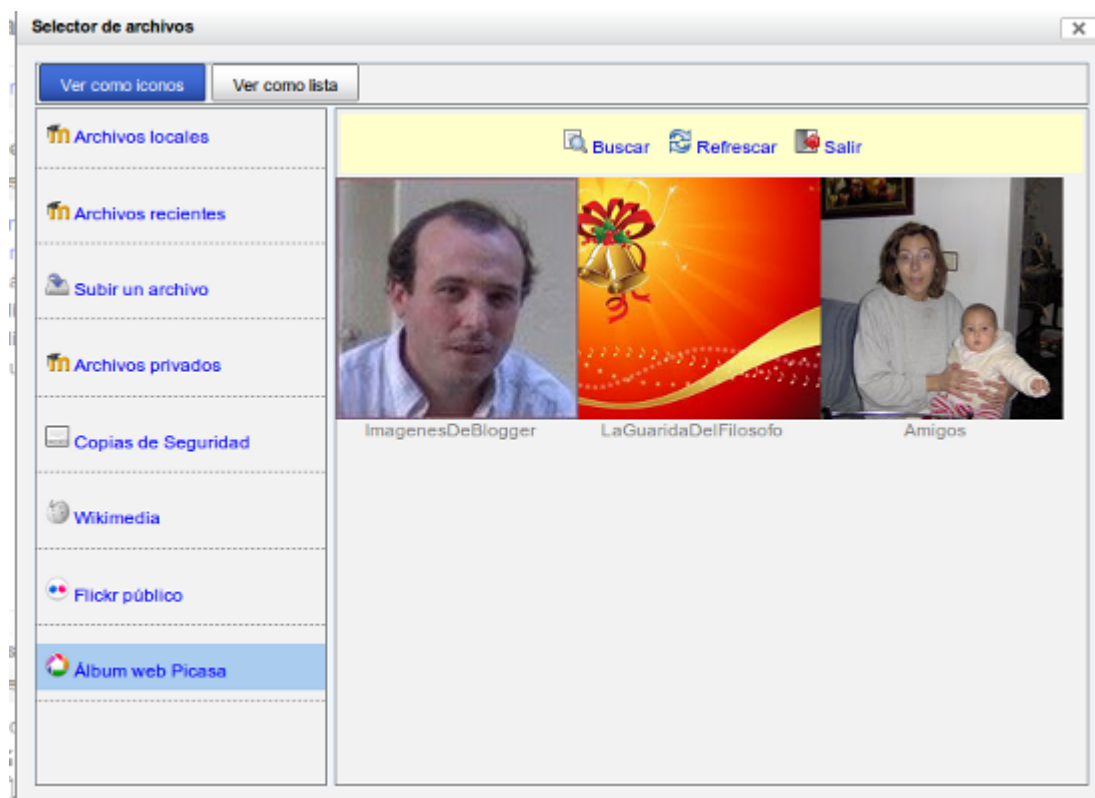 Selector de archivos
Ver como iconos
Ver como lista
Archivos locales
Archivos recientes
Subir un archivo
Archivos privados
Copias de Seguridad
Wikimedia
Flickr público
Álbum web Picasa
Buscar Refrescar Salir
ImagenesDeBlogger
LaGuaridaDelFilosofo
Amigos